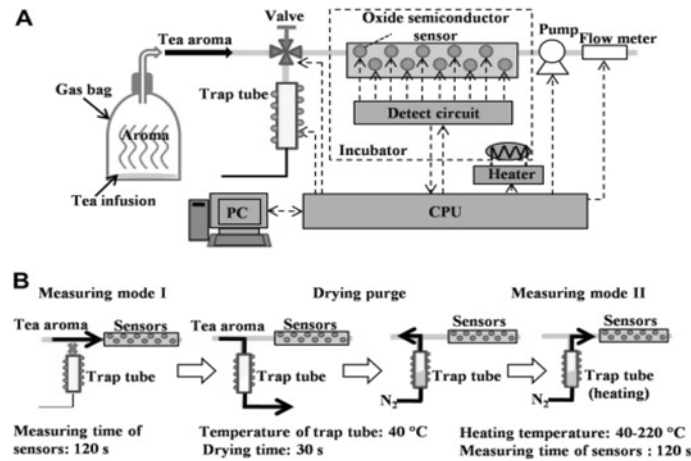 A
Valve
Oxide semiconductor
sensor
Pump
Flow meter
Tea aroma
Gas bag
Trap tube
Aroma
Detect circuit
Incubator
Heater
Tea infusion
PC
CPU
B
Measuring mode I
Drying purge
Measuring mode II
Tea aroma
Sensors
Tea aroma
Sensors
Sensors
Sensors
Trap tube
Trap tube
Trap tube
Trap tube
(heating)
N₂
N₂
Measuring time of
sensors: 120 s
Temperature of trap tube: 40 °C
Drying time: 30 s
Heating temperature: 40-220 °C
Measuring time of sensors : 120 s